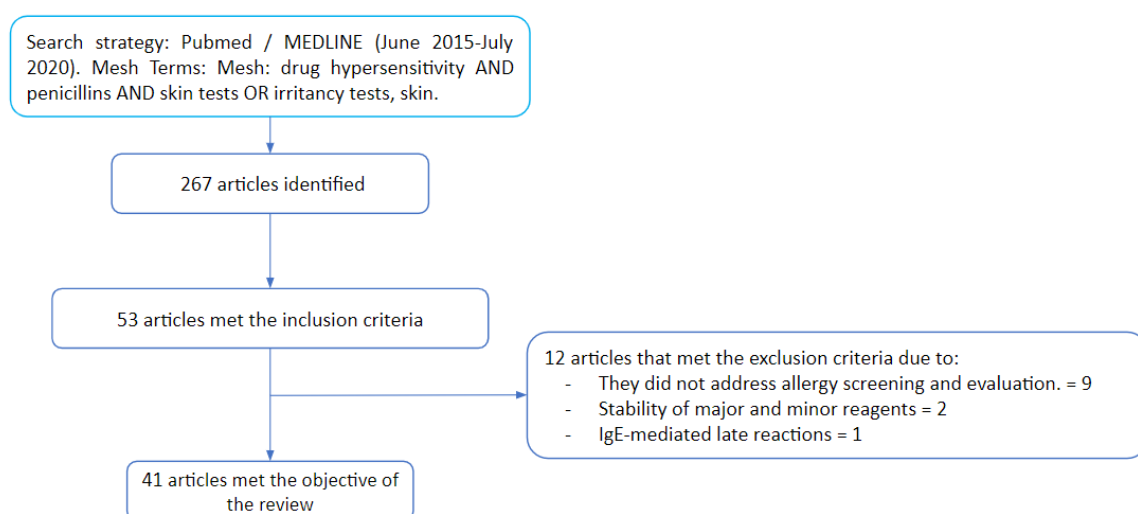 Search strategy: Pubmed / MEDLINE (June 2015-July
2020). Mesh Terms: Mesh: drug hypersensitivity AND
penicillins AND skin tests OR irritancy tests, skin.
267 articles identified
53 articles met the inclusion criteria
12 articles that met the exclusion criteria due to:
- They did not address allergy screening and evaluation. = 9
- Stability of major and minor reagents = 2
- IgE-mediated late reactions = 1
41 articles met the objective of
the review